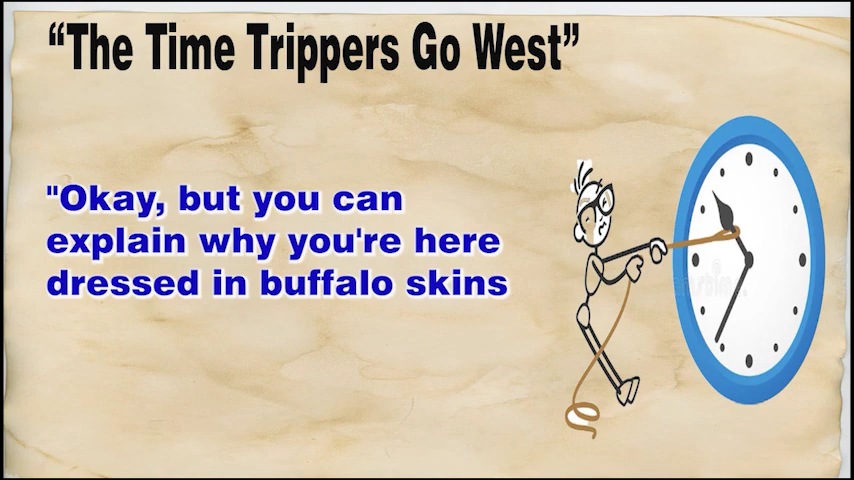 “The Time Trippers Go West”
"Okay, but you can
explain why you're here
dressed in buffalo skins